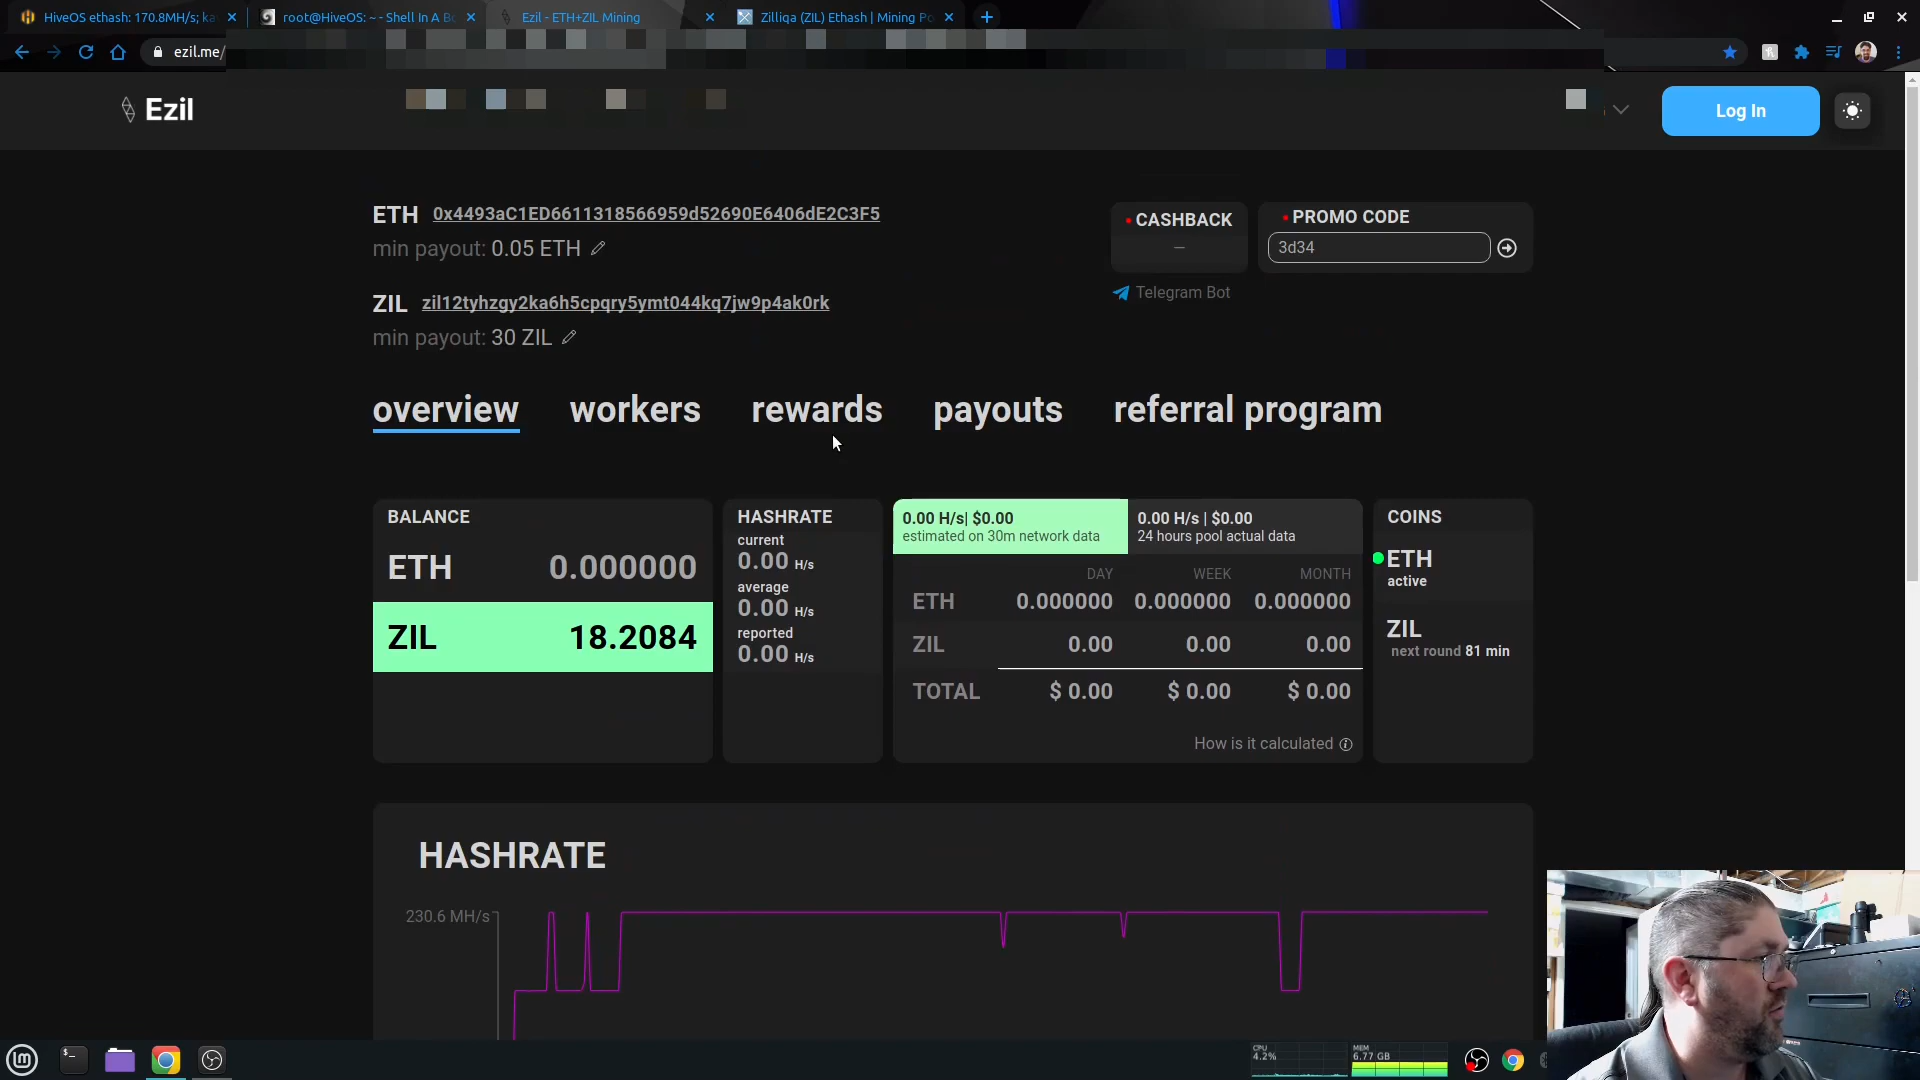 HiveOS ethash: 170.8MH/s; ka
root@HiveOS: ~ - Shell In A Bo
Ezil - ETH+ZIL Mining
Zilliqa (ZIL) Ethash | Mining Po
ezil.me/
Ezil
Log In
ETH 0x4493aC1ED6611318566959d52690E6406dE2C3F5
min payout: 0.05 ETH
CASHBACK
—
PROMO CODE
3d34
Telegram Bot
ZIL zil12tyhzgy2ka6h5cpqry5ymt044kq7jw9p4ak0rk
min payout: 30 ZIL
overview workers rewards payouts referral program
BALANCE
ETH 0.000000
ZIL 18.2084
HASHRATE
current
0.00 H/s
average
0.00 H/s
reported
0.00 H/s
0.00 H/s| $0.00
estimated on 30m network data
0.00 H/s | $0.00
24 hours pool actual data
DAY WEEK MONTH
ETH 0.000000 0.000000 0.000000
ZIL 0.00 0.00 0.00
TOTAL $ 0.00 $ 0.00 $ 0.00
How is it calculated
COINS
ETH
active
ZIL
next round 81 min
HASHRATE
230.6 MH/s
CPU
4.2%
MEM
6.77 GB